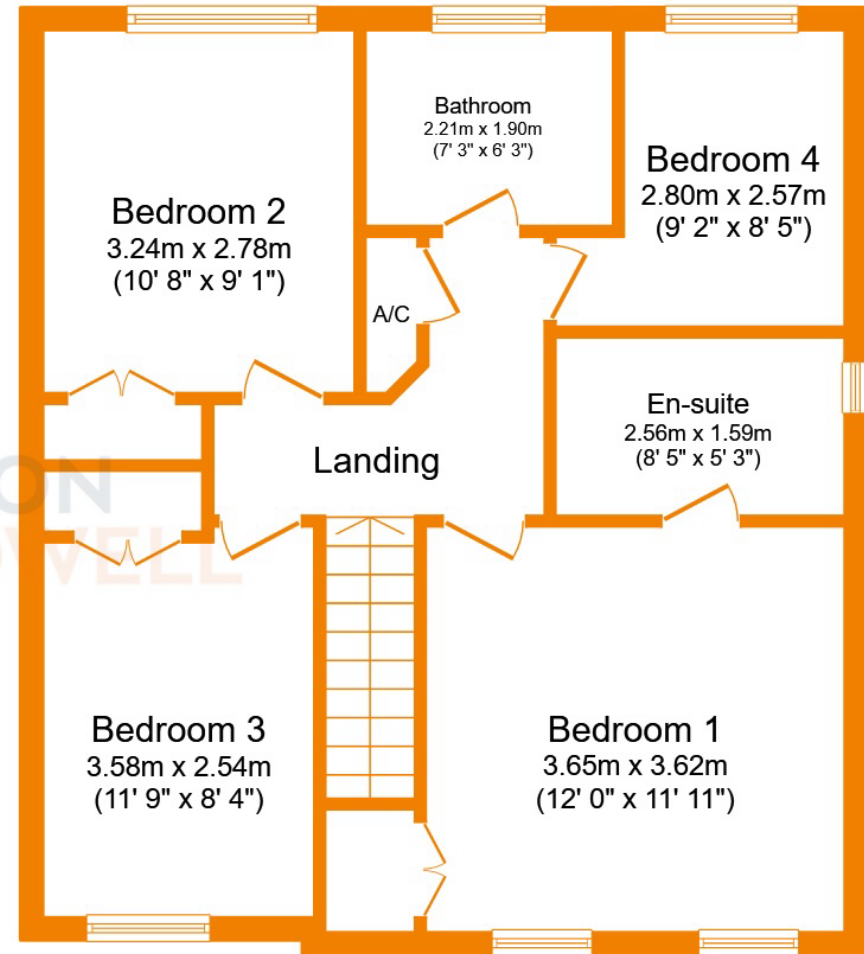 Bathroom
2.21m x 1.90m
(7' 3" x 6' 3")
Bedroom 4
2.80m x 2.57m
(9' 2" x 8' 5")
Bedroom 2
3.24m x 2.78m
(10' 8" x 9' 1")
A/C
En-suite
2.56m x 1.59m
(8' 5" x 5' 3")
Landing
ON
WELL
Bedroom 3
3.58m x 2.54m
(11' 9" x 8' 4")
Bedroom 1
3.65m x 3.62m
(12' 0" x 11' 11")